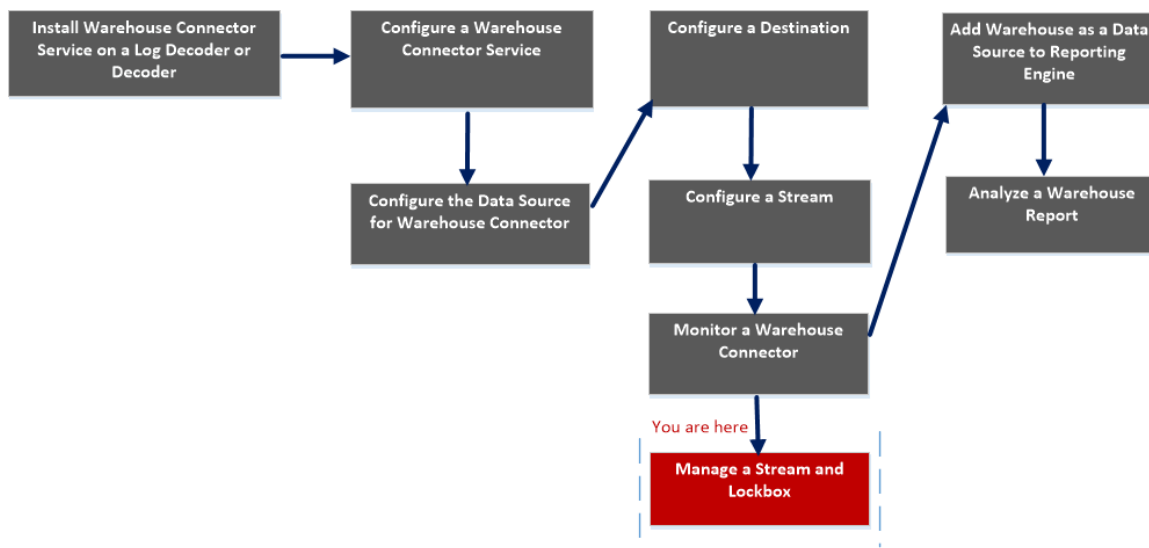 Install Warehouse Connector
Service on a Log Decoder or
Decoder
Configure a Warehouse
Connector Service
Configure the Data Source
for Warehouse Connector
Configure a Destination
Configure a Stream
Monitor a Warehouse
Connector
You are here
Manage a Stream and
Lockbox
Add Warehouse as a Data
Source to Reporting
Engine
Analyze a Warehouse
Report